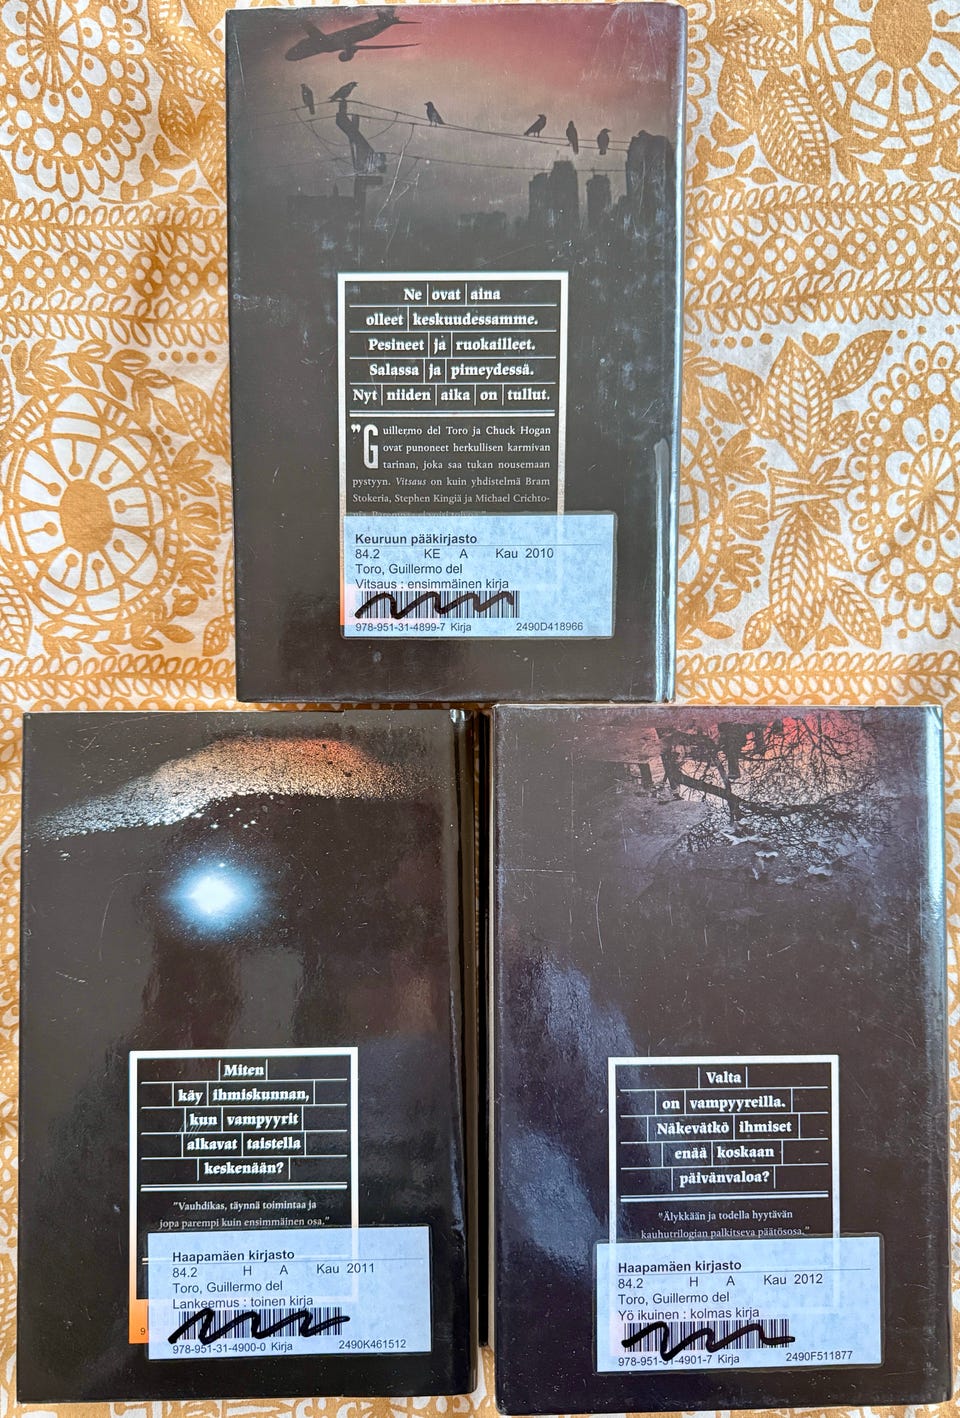 Ne ovat aina
olleet keskuudessamme.
Pesineet ja ruokailleet.
Salassa ja pimeydessä.
Nyt niiden aika on tullut.
"Guillermo del Toro ja Chuck Hogan
ovat punoneet herkullisen karmivan
tarinan, joka saa tukan nousemaan
pystyyn. Vitsaus on kuin yhdistelmä Bram
Stokeria, Stephen Kingiä ja Michael Crichto-
Keuruun pääkirjasto
84.2 KE A Kau 2010
Toro, Guillermo del
Vitsaus : ensimmäinen kirja
978-951-31-4899-7 Kirja 2490D418966
Miten
käy ihmiskunnan,
kun vampyyrit
alkavat taistella
keskenään?
"Vauhdikas, täynnä toimintaa ja
jopa parempi kuin ensimmäinen osa."
Haapamäen kirjasto
84.2 H A Kau 2011
Toro, Guillermo del
Lankeemus : toinen kirja
9
978-951-31-4900-0 Kirja 2490K461512
Valta
on vampyyreilla.
Näkevätkö ihmiset
enää koskaan
päivänvaloa?
"Älykkään ja todella hyytävän
kauhutrilogian palkitseva päätösosa."
Haapamäen kirjasto
84.2 H A Kau 2012
Toro, Guillermo del
Yö ikuinen : kolmas kirja
978-951-31-4901-7 Kirja 2490F511877